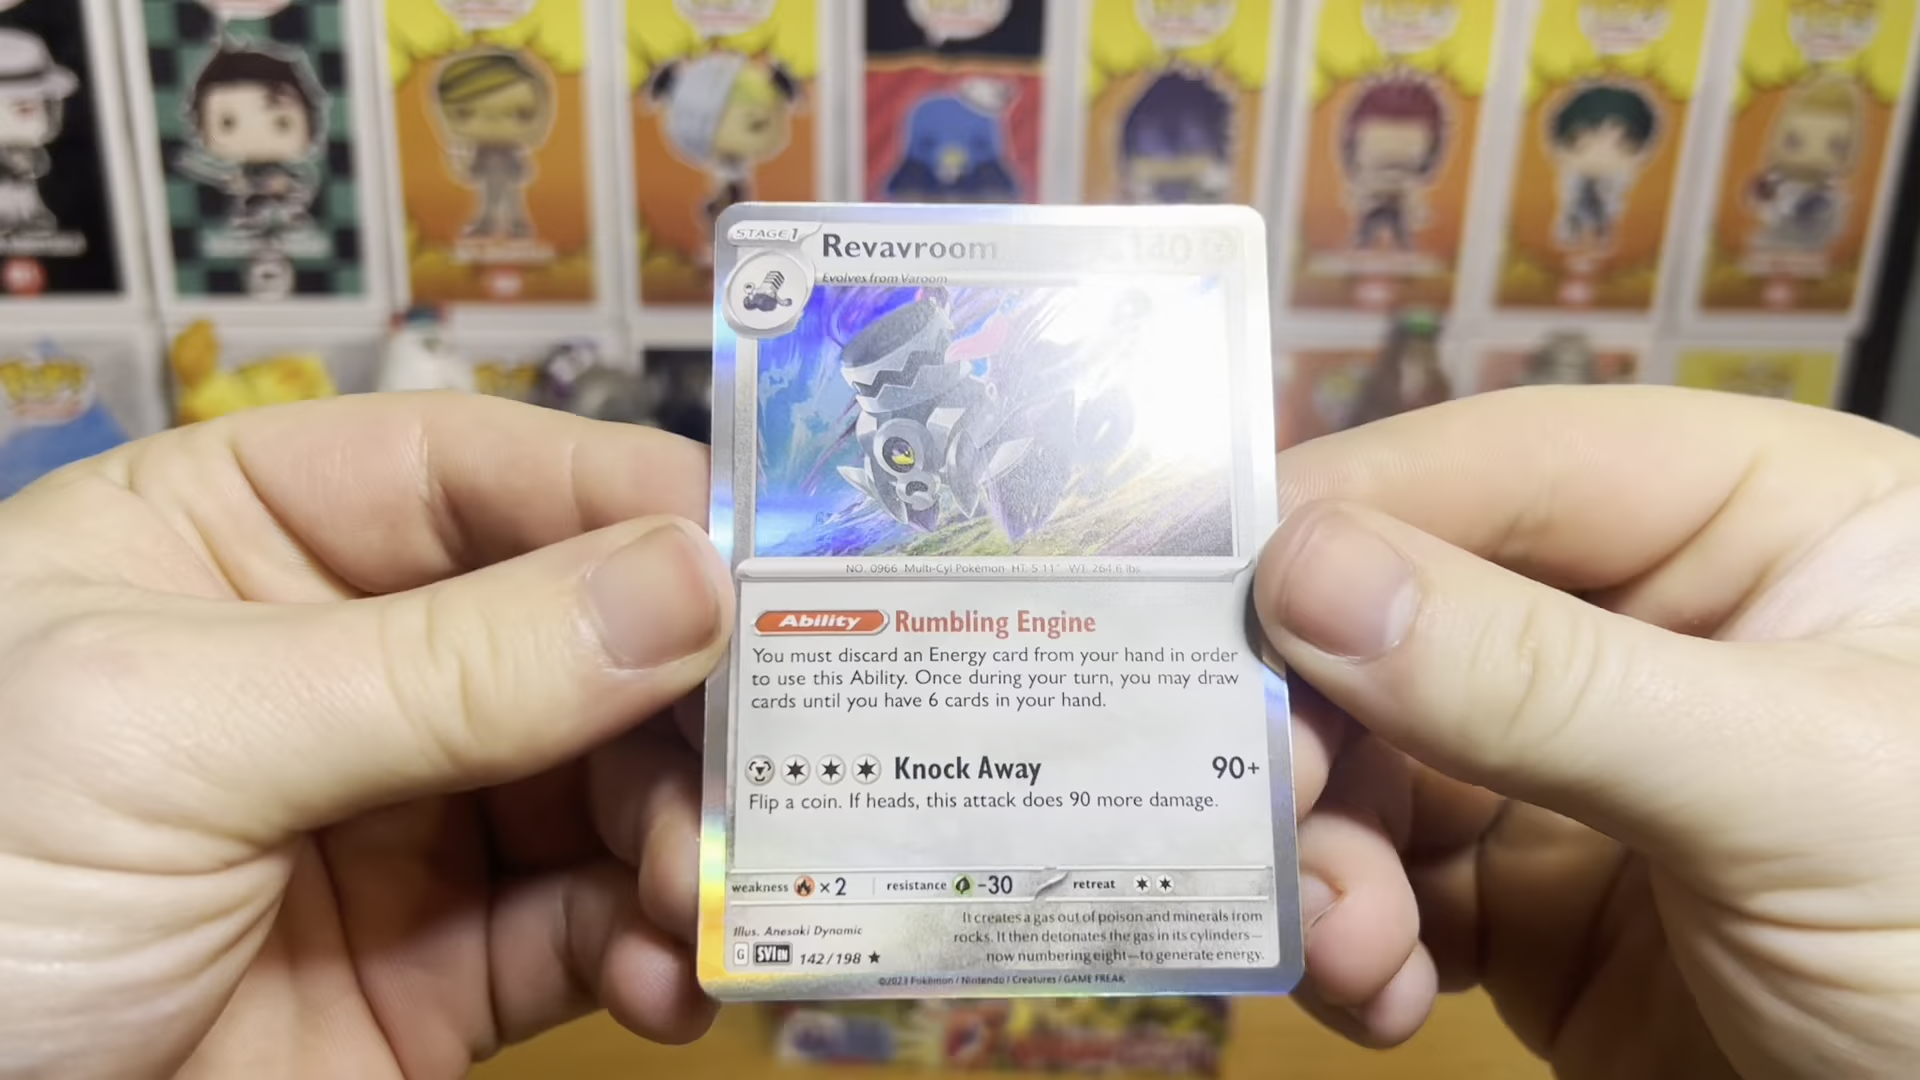 STAGE 1
Revavroom
Evolves from Varoom
NO. 0966 Multi-Cyl Pokémon HT. 5'11" WT. 264.6 lbs.
Ability Rumbling Engine
You must discard an Energy card from your hand in order
to use this Ability. Once during your turn, you may draw
cards until you have 6 cards in your hand.
Knock Away 90+
Flip a coin. If heads, this attack does 90 more damage.
weakness ×2 resistance -30 retreat
Illus. Anesaki Dynamic
It creates a gas out of poison and minerals from
rocks. It then detonates the gas in its cylinders—
now numbering eight—to generate energy.
G SVI EN 142/198
©2023 Pokémon / Nintendo / Creatures / GAME FREAK